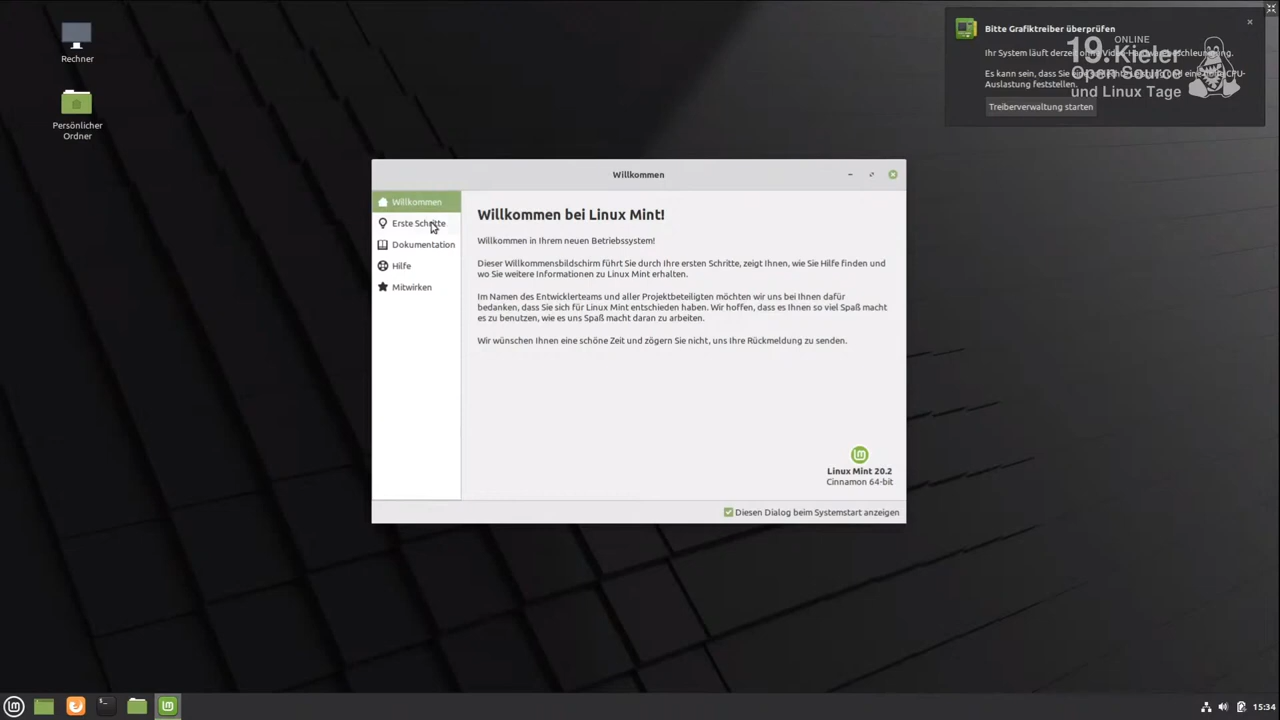 Rechner
Persönlicher
Ordner
Bitte Grafiktreiber überprüfen
Ihr System läuft derzeit ohne Video-Hardwarebeschleunigung.
Es kann sein, dass Sie eine
CPU-
Auslastung feststellen.
Treiberverwaltung starten
ONLINE
19. Kieler
Open Source
und Linux Tage
Willkommen
Willkommen
Erste Schritte
Dokumentation
Hilfe
Mitwirken
Willkommen bei Linux Mint!
Willkommen in Ihrem neuen Betriebssystem!
Dieser Willkommensbildschirm führt Sie durch Ihre ersten Schritte, zeigt Ihnen, wie Sie Hilfe finden und
wo Sie weitere Informationen zu Linux Mint erhalten.
Im Namen des Entwicklerteams und aller Projektbeteiligten möchten wir uns bei Ihnen dafür
bedanken, dass Sie sich für Linux Mint entschieden haben. Wir hoffen, dass es Ihnen so viel Spaß macht
es zu benutzen, wie es uns Spaß macht daran zu arbeiten.
Wir wünschen Ihnen eine schöne Zeit und zögern Sie nicht, uns Ihre Rückmeldung zu senden.
Linux Mint 20.2
Cinnamon 64-bit
Diesen Dialog beim Systemstart anzeigen
15:34